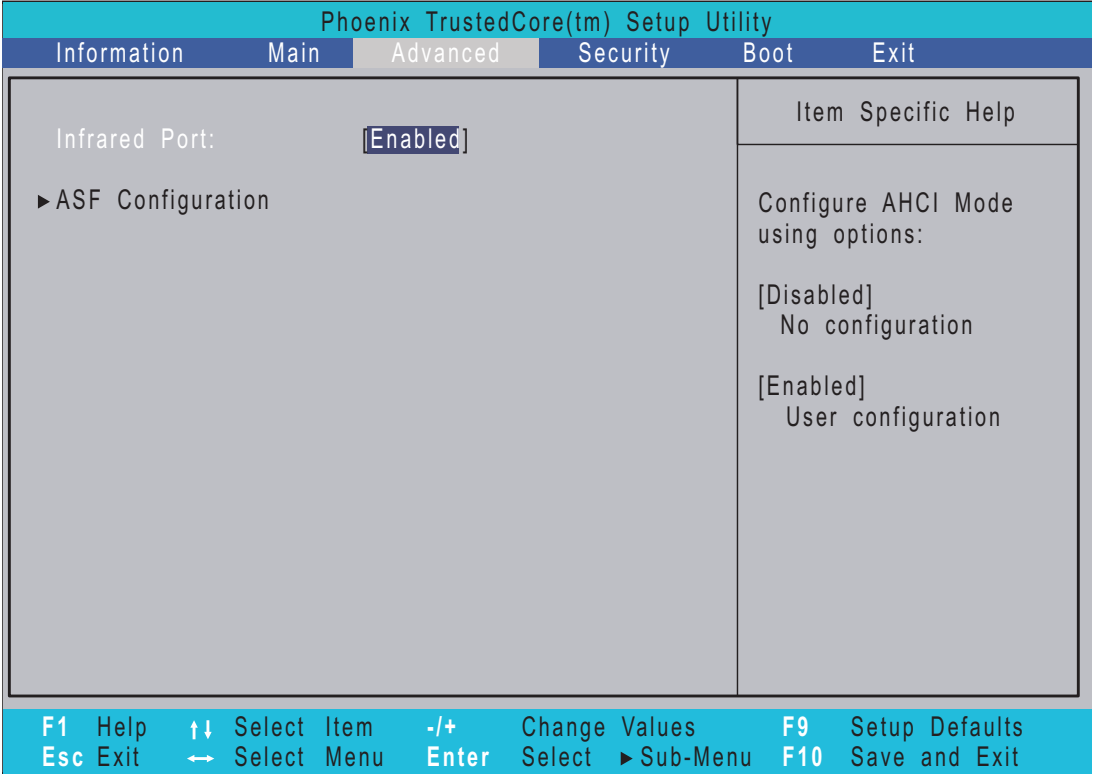 Phoenix TrustedCore(tm) Setup Utility
Information Main Advanced Security Boot Exit
Infrared Port: [Enabled]
▶ASF Configuration
Item Specific Help
Configure AHCI Mode
using options:
[Disabled]
No configuration
[Enabled]
User configuration
F1 Help ↑↓ Select Item -/+ Change Values F9 Setup Defaults
Esc Exit ↔ Select Menu Enter Select ▶Sub-Menu F10 Save and Exit